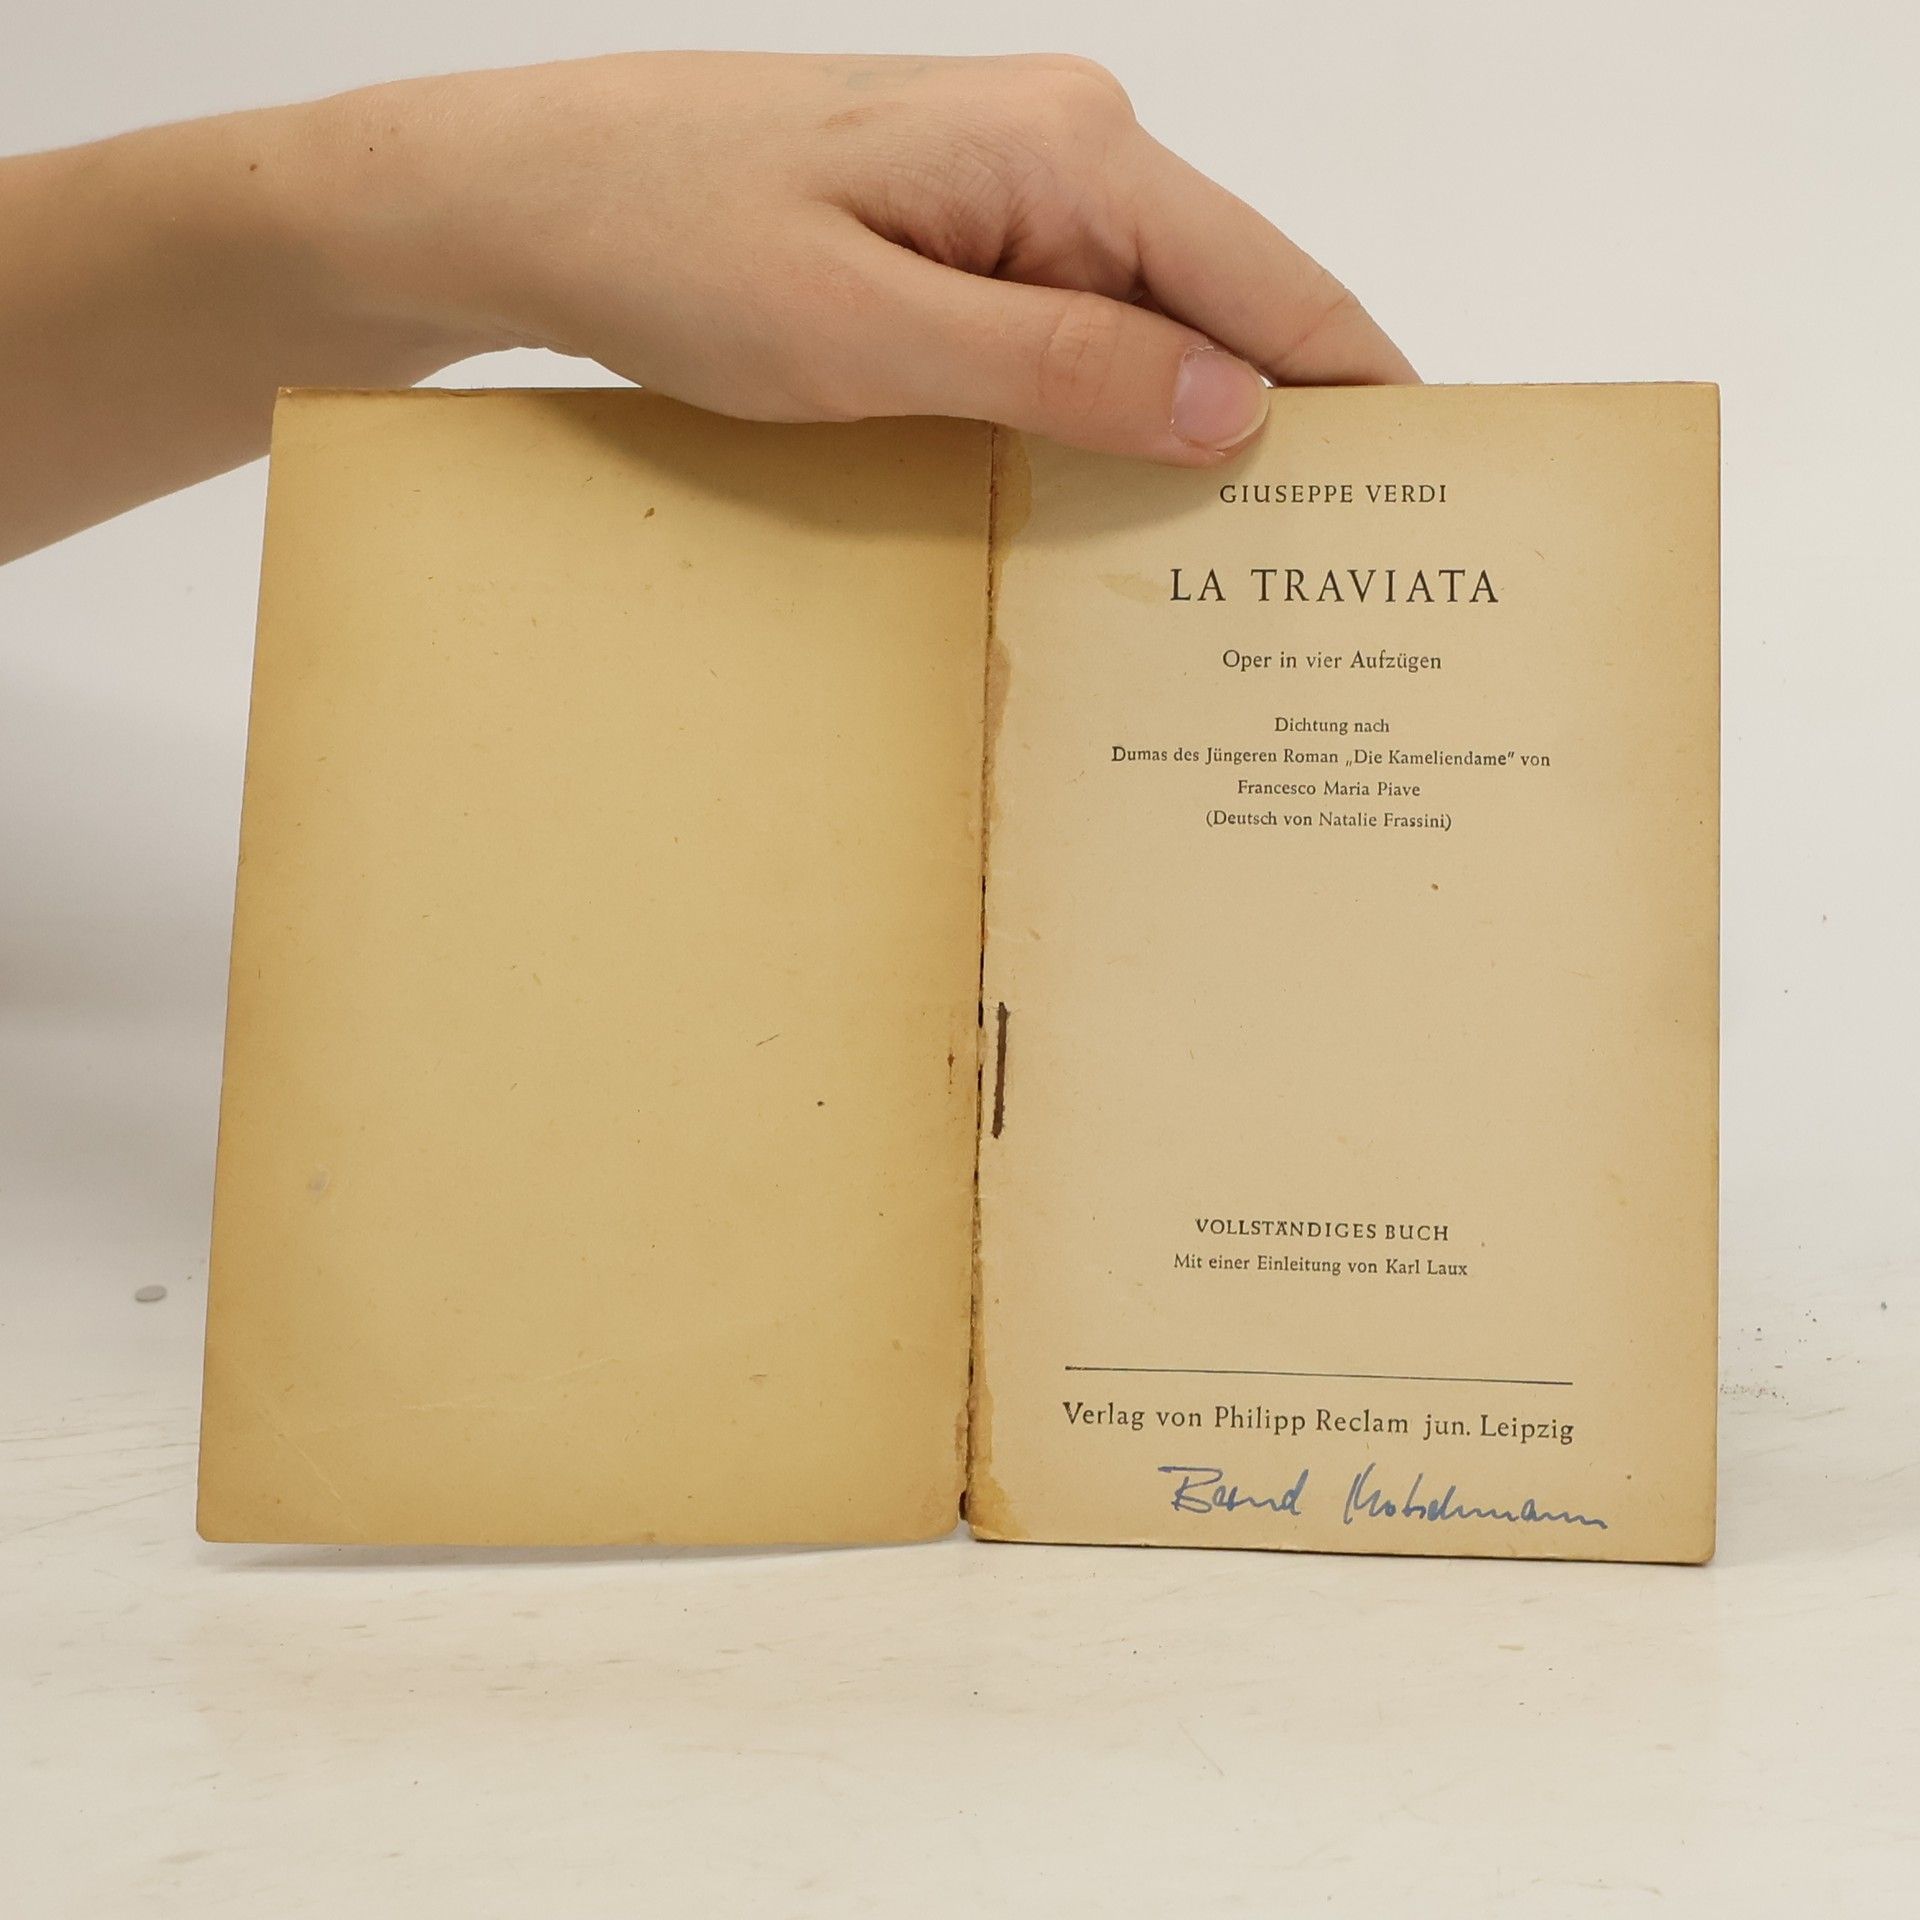 GIUSEPPE VERDI
LA TRAVIATA
Oper in vier Aufzügen
Dichtung nach
Dumas des Jüngeren Roman „Die Kameliendame" von
Francesco Maria Piave
(Deutsch von Natalie Frassini)
VOLLSTÄNDIGES BUCH
Mit einer Einleitung von Karl Laux
Verlag von Philipp Reclam jun. Leipzig
Bernd